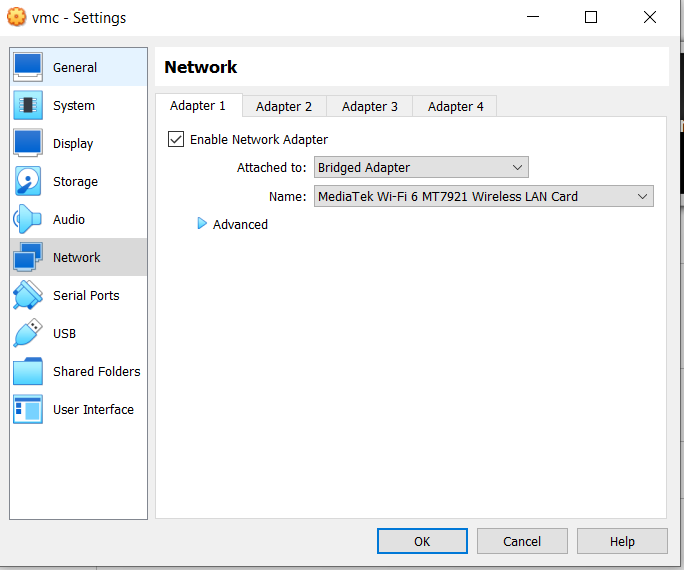 vmc - Settings
General
System
Display
Storage
Audio
Network
Serial Ports
USB
Shared Folders
User Interface
Network
Adapter 1 Adapter 2 Adapter 3 Adapter 4
Enable Network Adapter
Attached to: Bridged Adapter
Name: MediaTek Wi-Fi 6 MT7921 Wireless LAN Card
Advanced
OK Cancel Help